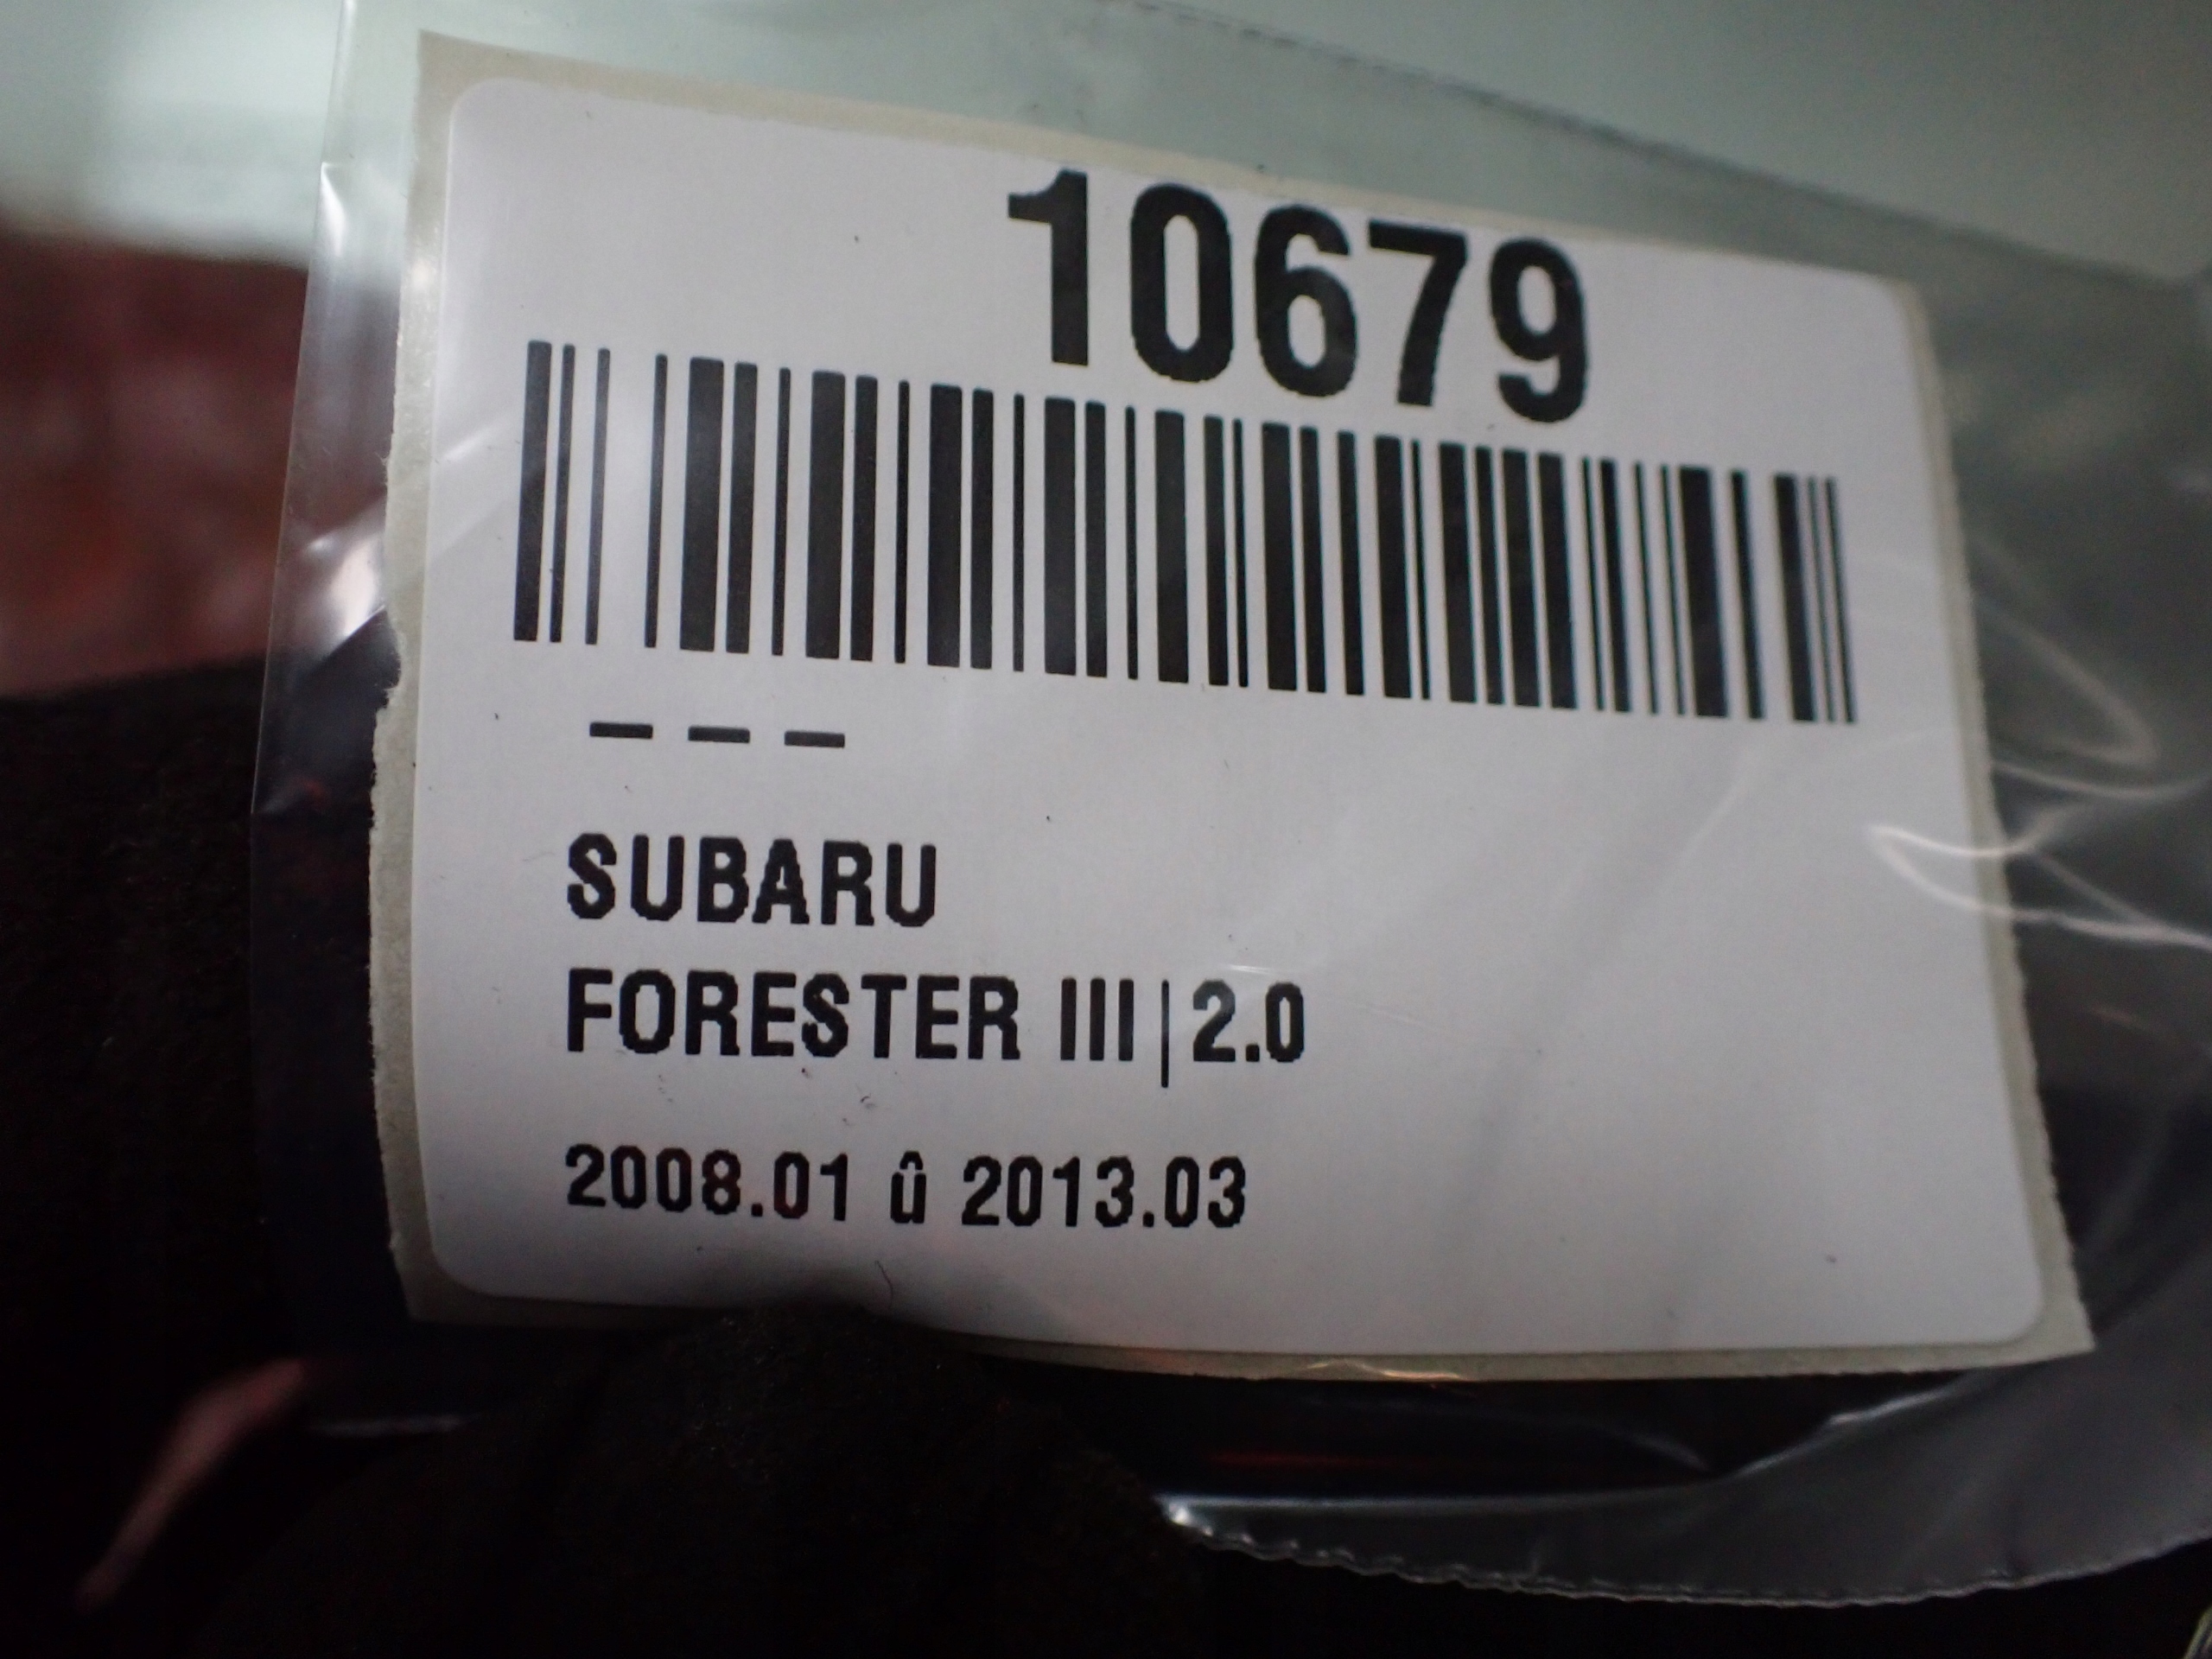 10679
– – –
SUBARU
FORESTER III|2.0
2008.01 û 2013.03